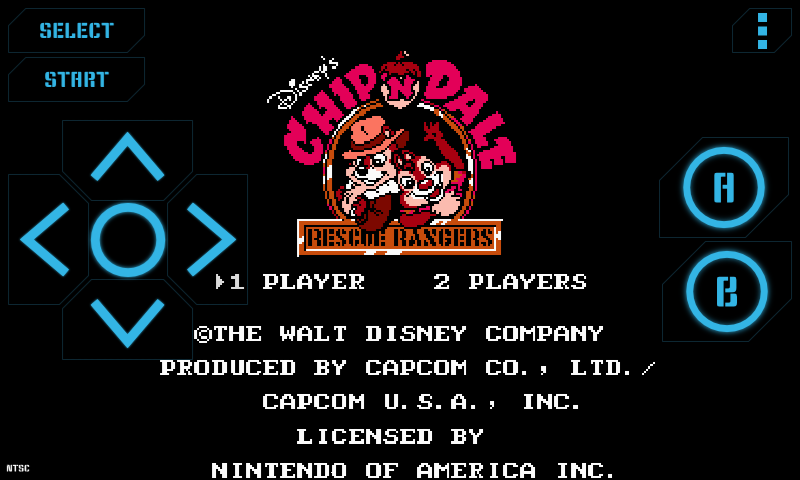 SELECT
START
Disney's
CHIP 'N DALE
RESCUE RANGERS
1 PLAYER 2 PLAYERS
©THE WALT DISNEY COMPANY
PRODUCED BY CAPCOM CO., LTD./
CAPCOM U.S.A., INC.
LICENSED BY
NINTENDO OF AMERICA INC.
A
B
NTSC